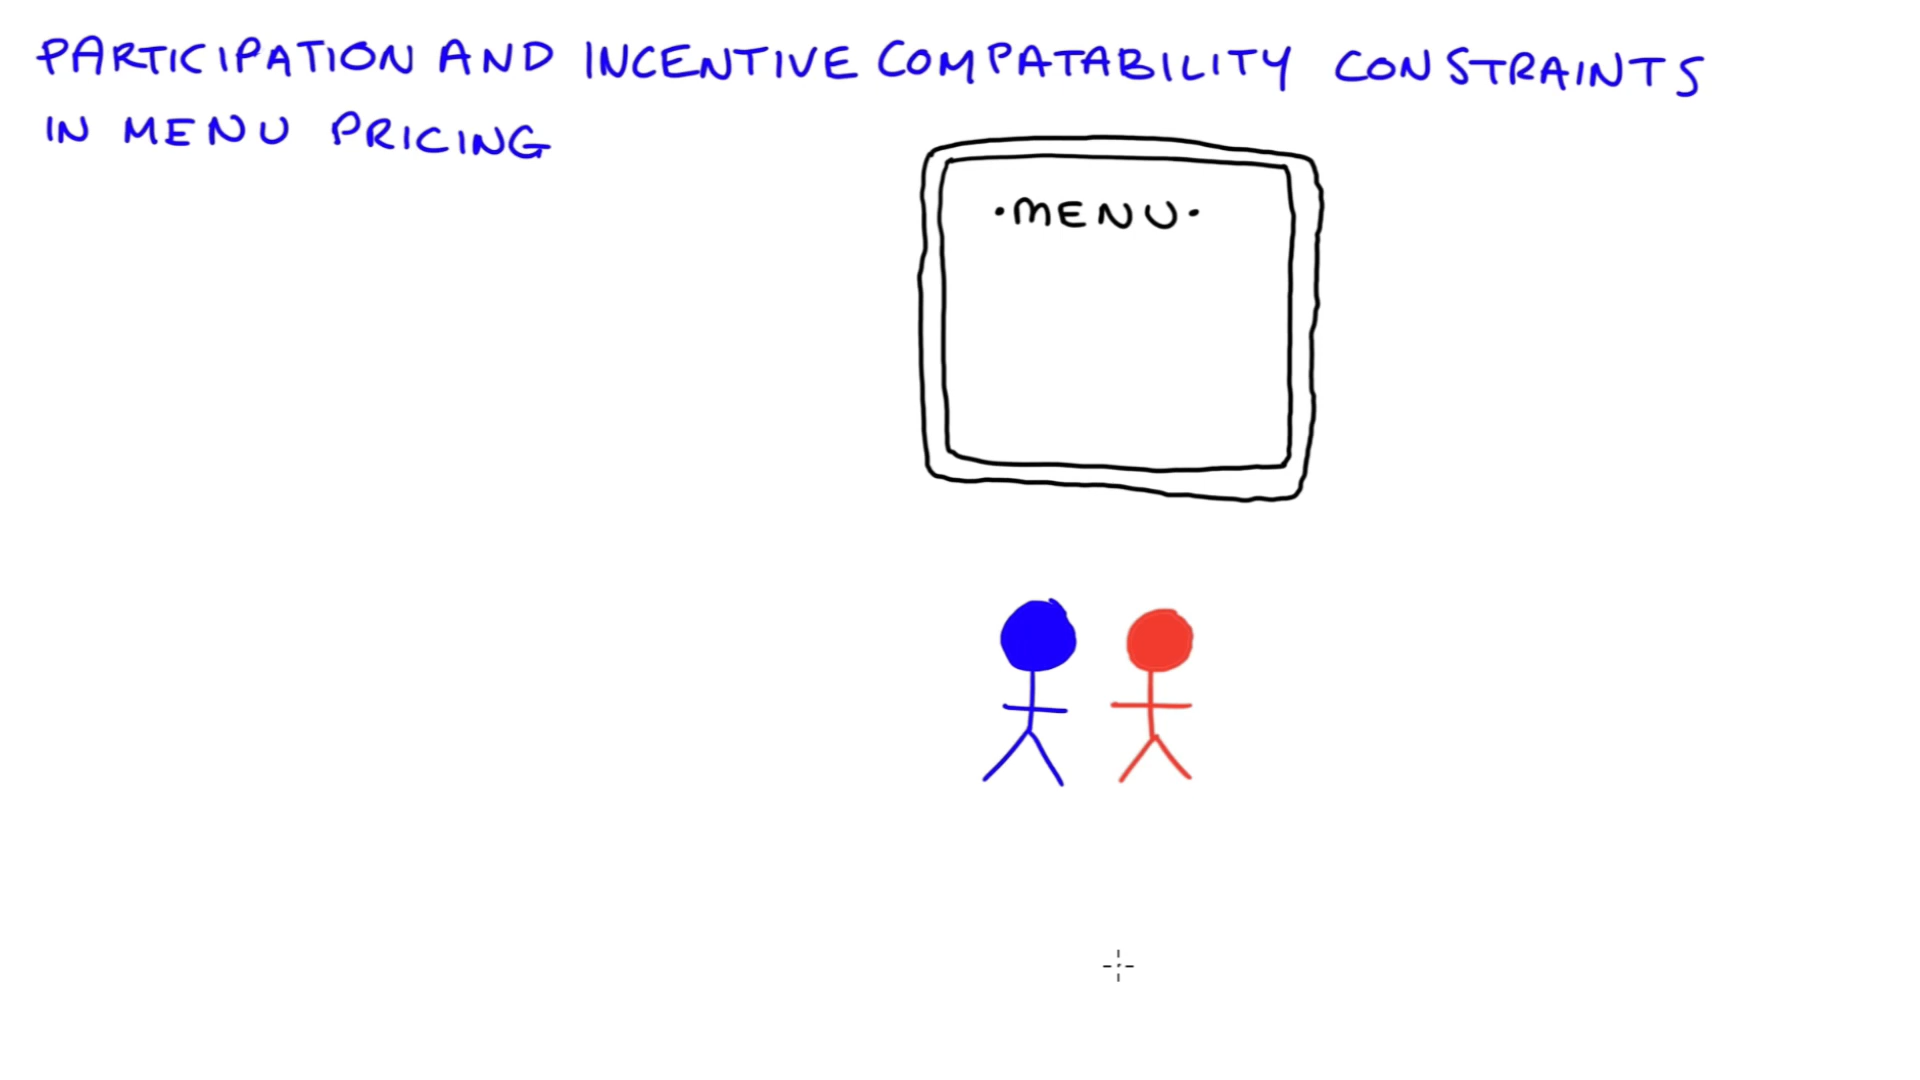 PARTICIPATION AND INCENTIVE COMPATABILITY CONSTRAINTS
IN MENU PRICING
·MENU·